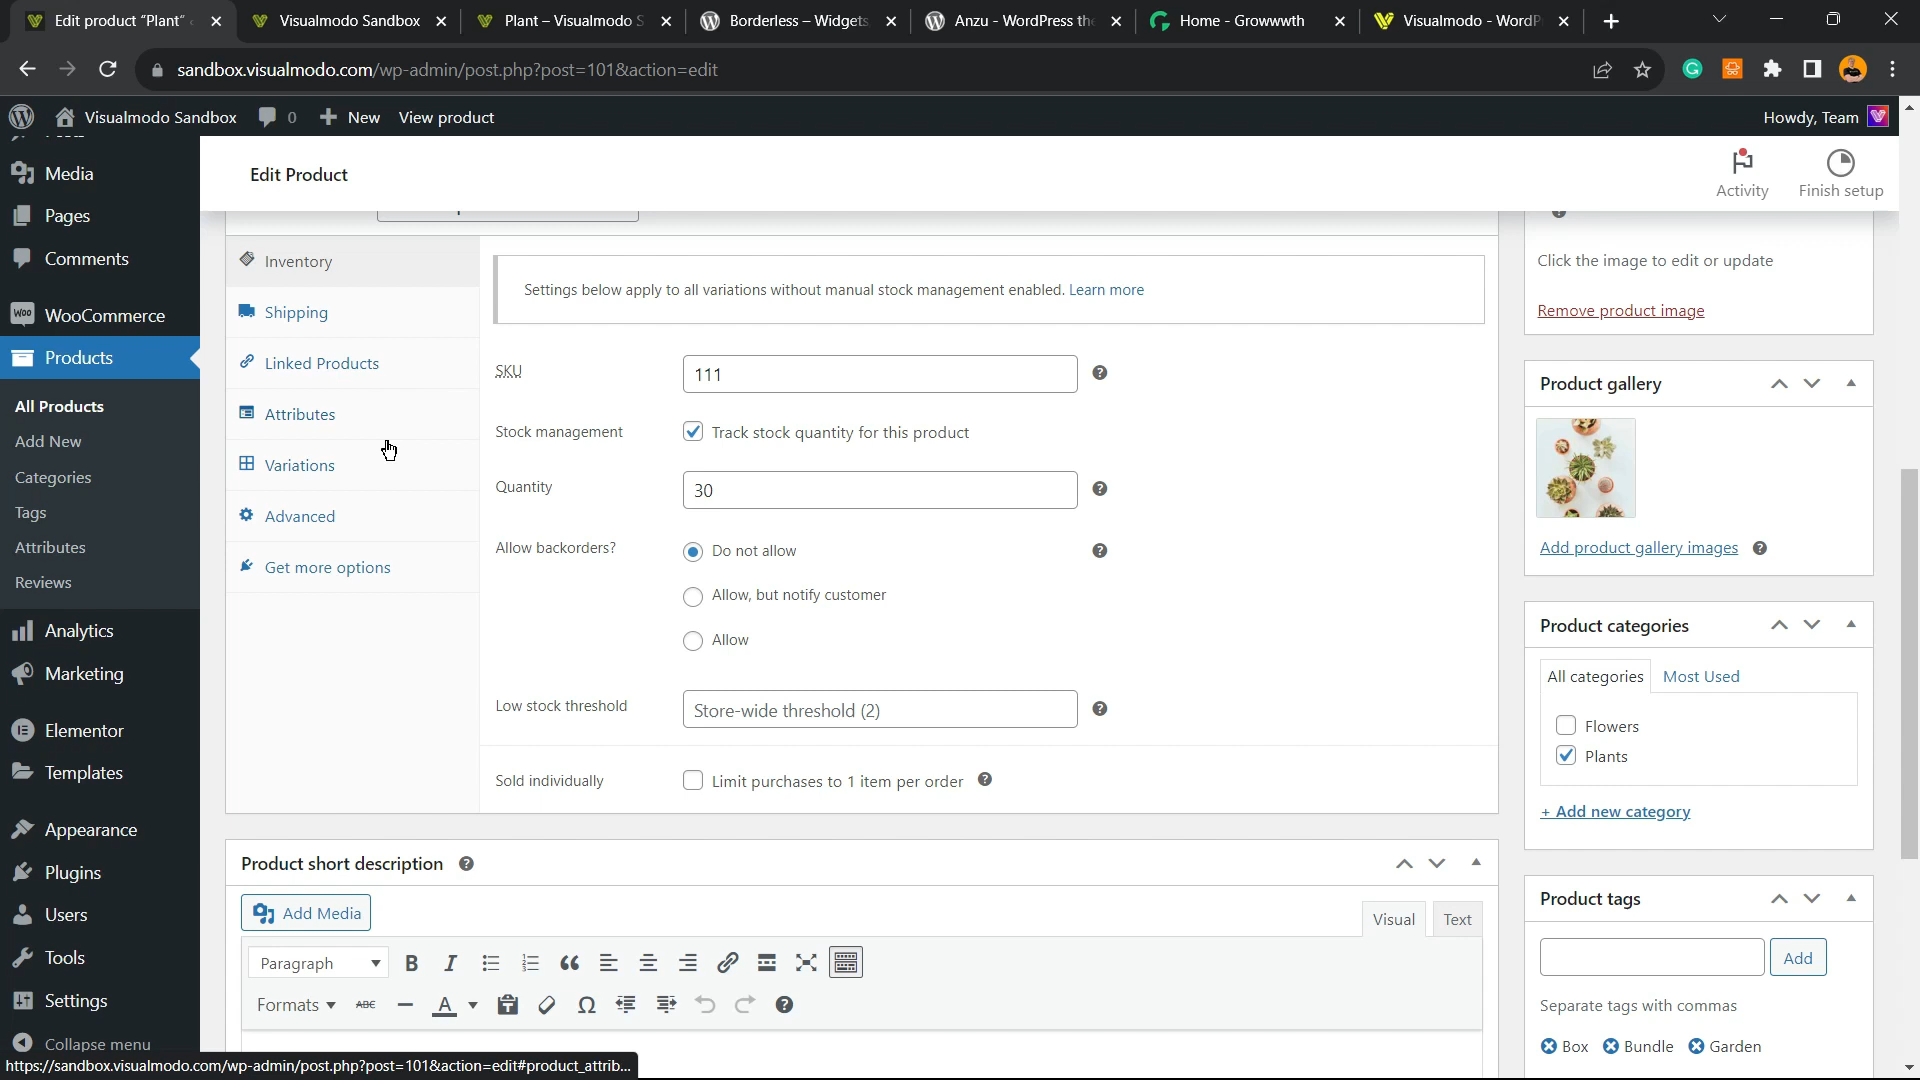 Edit product "Plant"
Visualmodo Sandbox
Plant – Visualmodo S
Borderless – Widgets,
Anzu - WordPress the
Home - Growwwth
Visualmodo - WordP
sandbox.visualmodo.com/wp-admin/post.php?post=101&action=edit
Visualmodo Sandbox
0
New
View product
Howdy, Team
Media
Pages
Comments
WooCommerce
Products
All Products
Add New
Categories
Tags
Attributes
Reviews
Analytics
Marketing
Elementor
Templates
Appearance
Plugins
Users
Tools
Settings
Collapse menu
https://sandbox.visualmodo.com/wp-admin/post.php?post=101&action=edit#product_attrib...
Edit Product
Activity
Finish setup
Inventory
Shipping
Linked Products
Attributes
Variations
Advanced
Get more options
Settings below apply to all variations without manual stock management enabled. Learn more
SKU
111
Stock management
Track stock quantity for this product
Quantity
30
Allow backorders?
Do not allow
Allow, but notify customer
Allow
Low stock threshold
Store-wide threshold (2)
Sold individually
Limit purchases to 1 item per order
Product short description
Add Media
Visual
Text
Paragraph
B
I
Formats
ABC
A
Ω
Click the image to edit or update
Remove product image
Product gallery
Add product gallery images
Product categories
All categories
Most Used
Flowers
Plants
+ Add new category
Product tags
Add
Separate tags with commas
Box
Bundle
Garden